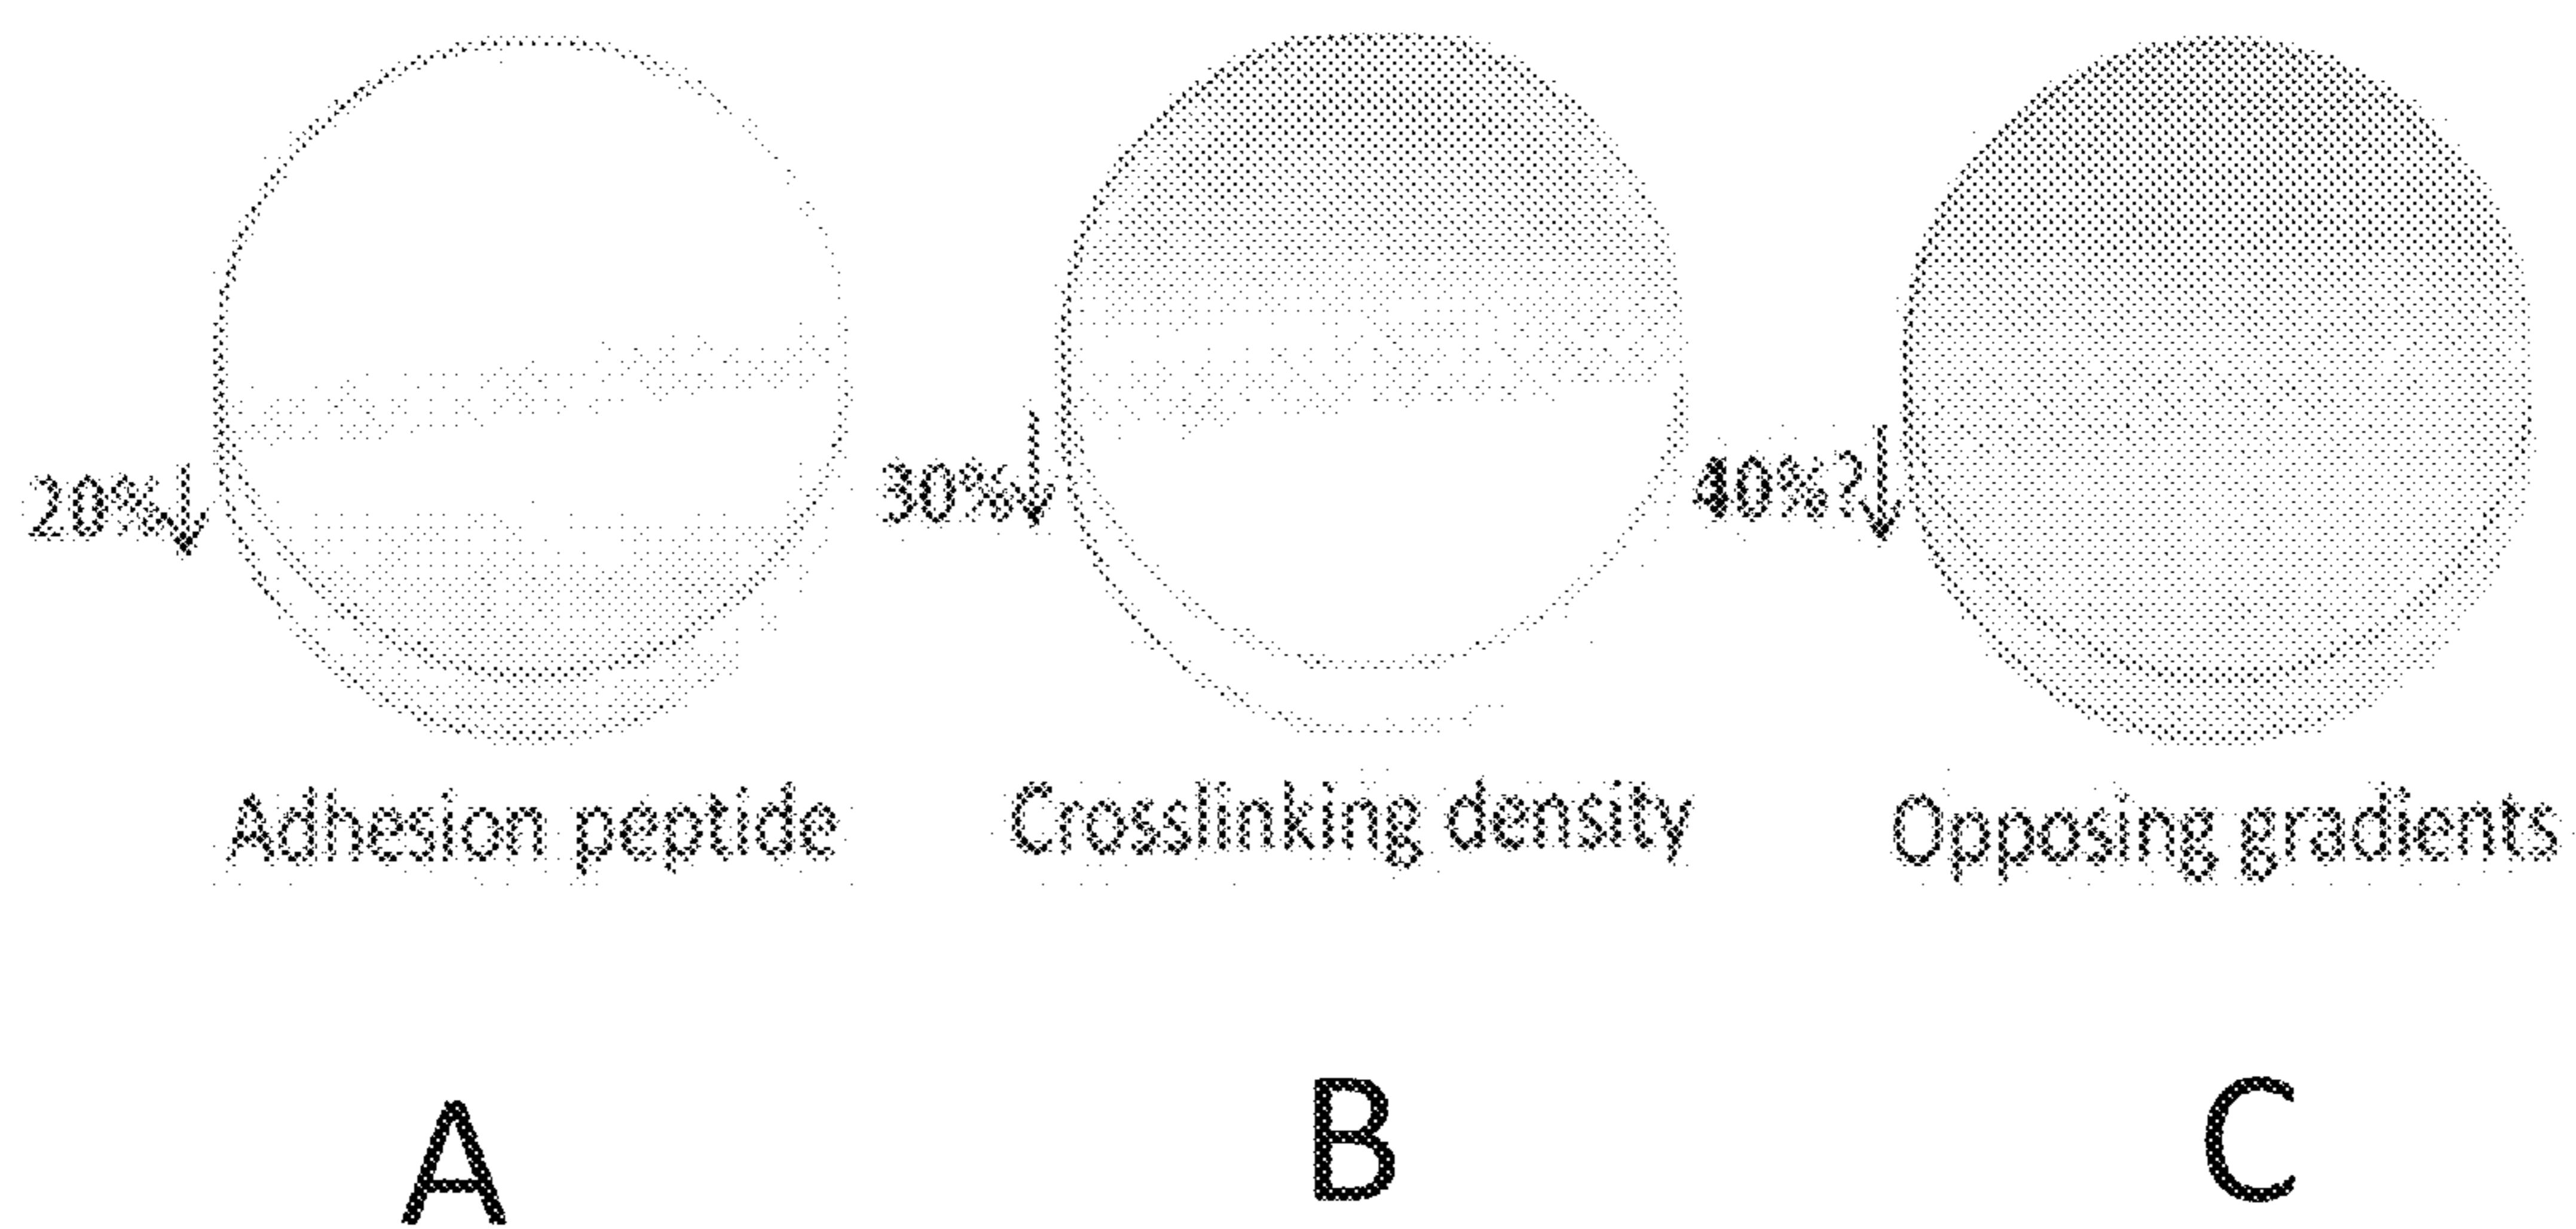 20%↓ 30%↓ 40%?↓
Adhesion peptide Crosslinking density Opposing gradients
A B C